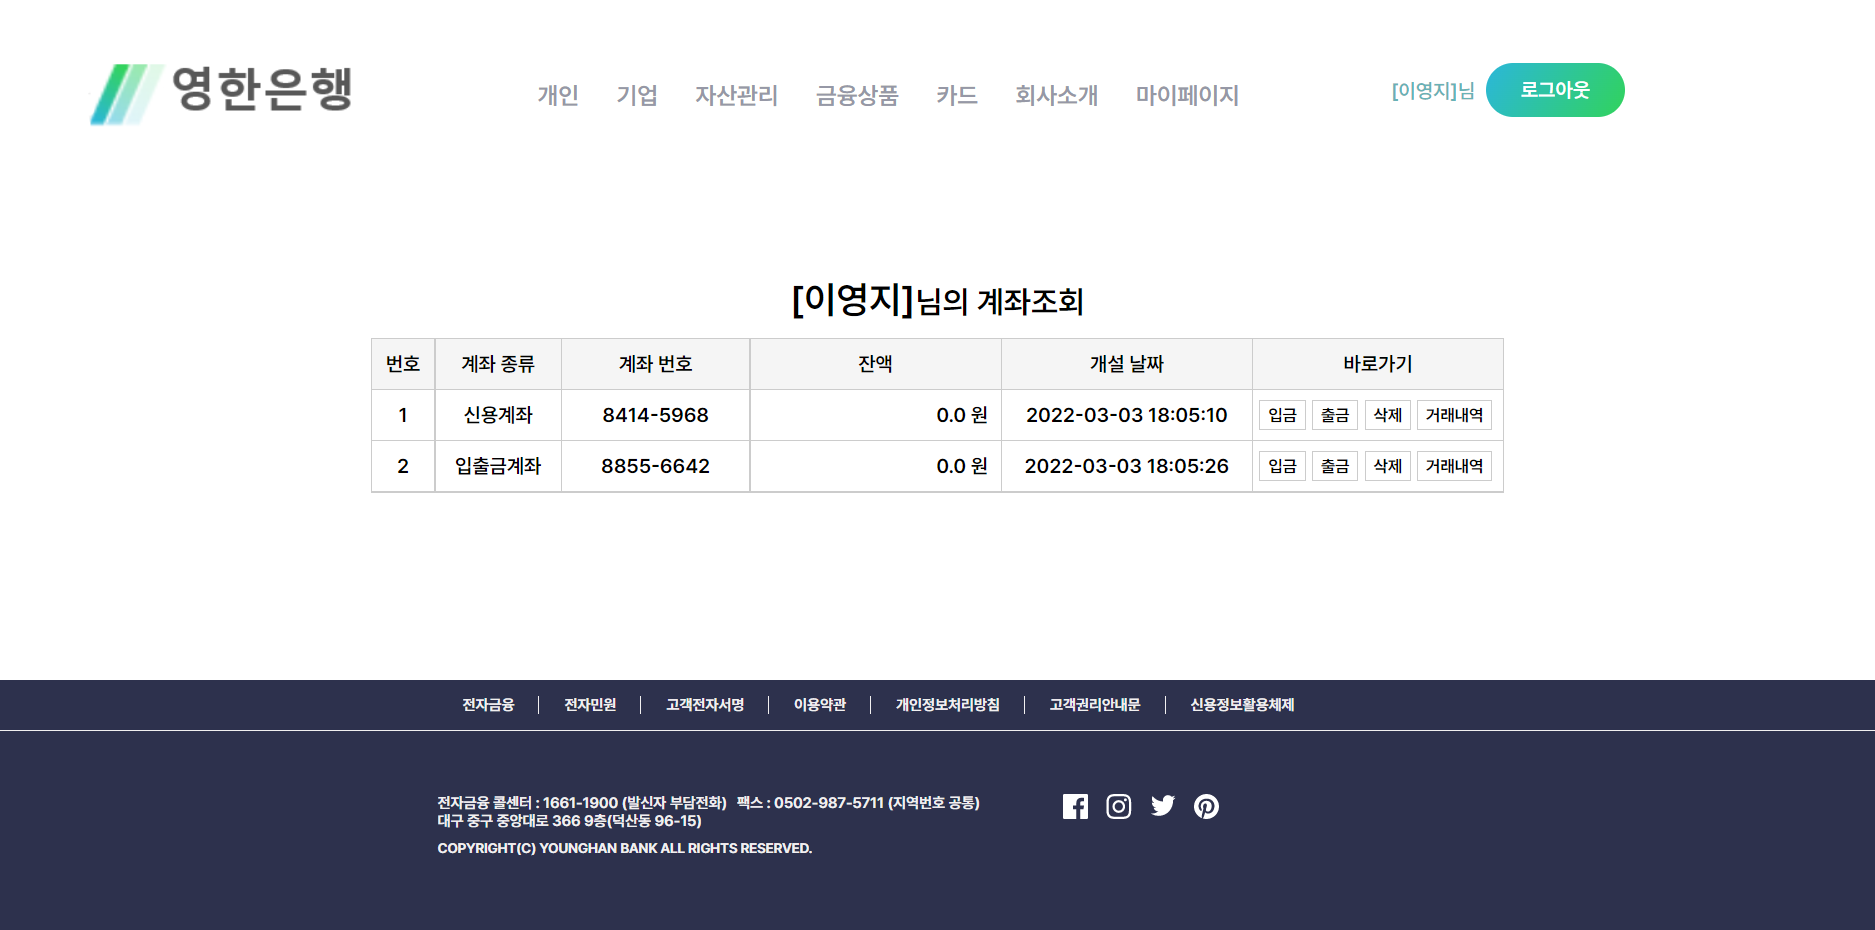 영한은행
개인 기업 자산관리 금융상품 카드 회사소개 마이페이지
[이영지]님 로그아웃
[이영지]님의 계좌조회
번호 계좌 종류 계좌 번호 잔액 개설 날짜 바로가기
1 신용계좌 8414-5968 0.0 원 2022-03-03 18:05:10 입금 출금 삭제 거래내역
2 입출금계좌 8855-6642 0.0 원 2022-03-03 18:05:26 입금 출금 삭제 거래내역
전자금융 전자민원 고객전자서명 이용약관 개인정보처리방침 고객권리안내문 신용정보활용체제
전자금융 콜센터 : 1661-1900 (발신자 부담전화) 팩스 : 0502-987-5711 (지역번호 공통)
대구 중구 중앙대로 366 9층(덕산동 96-15)
COPYRIGHT(C) YOUNGHAN BANK ALL RIGHTS RESERVED.